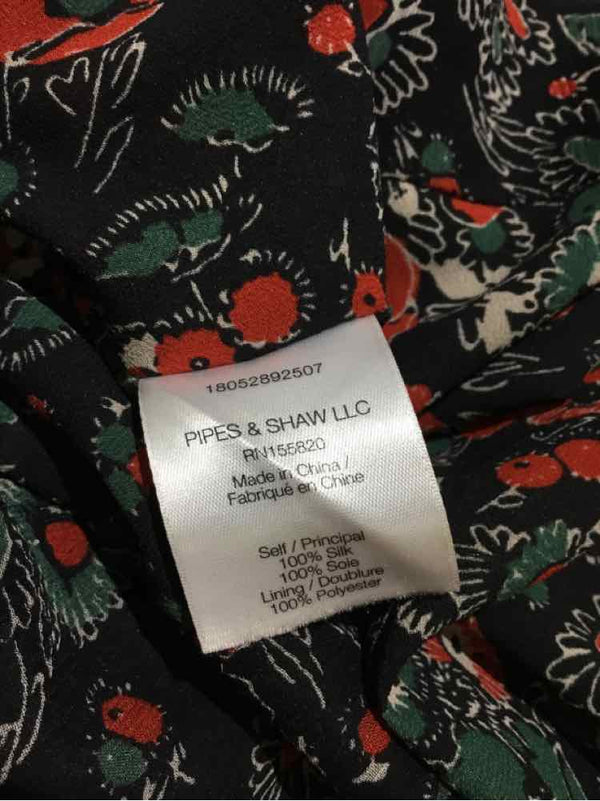 18052892507
PIPES & SHAW LLC
RN155820
Made in China /
Fabriqué en Chine
Self / Principal
100% Silk
100% Soie
Lining / Doublure
100% Polyester